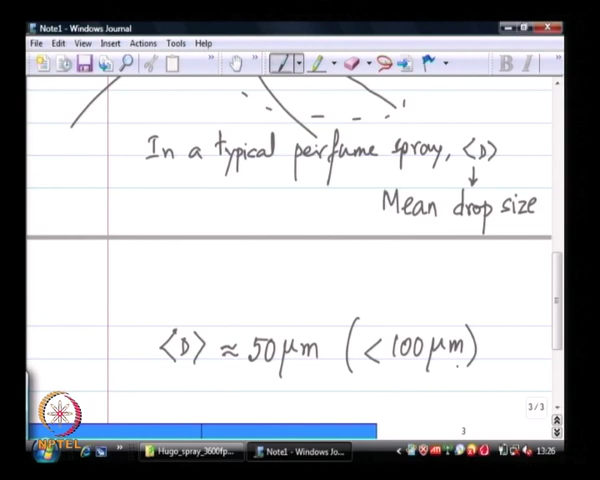 Note1 - Windows Journal
File Edit View Insert Actions Tools Help
B I
In a typical perfume spray, <D>
Mean drop size
<D> ≈ 50 μm (< 100 μm)
3/3
3
NPTEL
Hugo_spray_3600fp...
Note1 - Windows Jo...
13:26